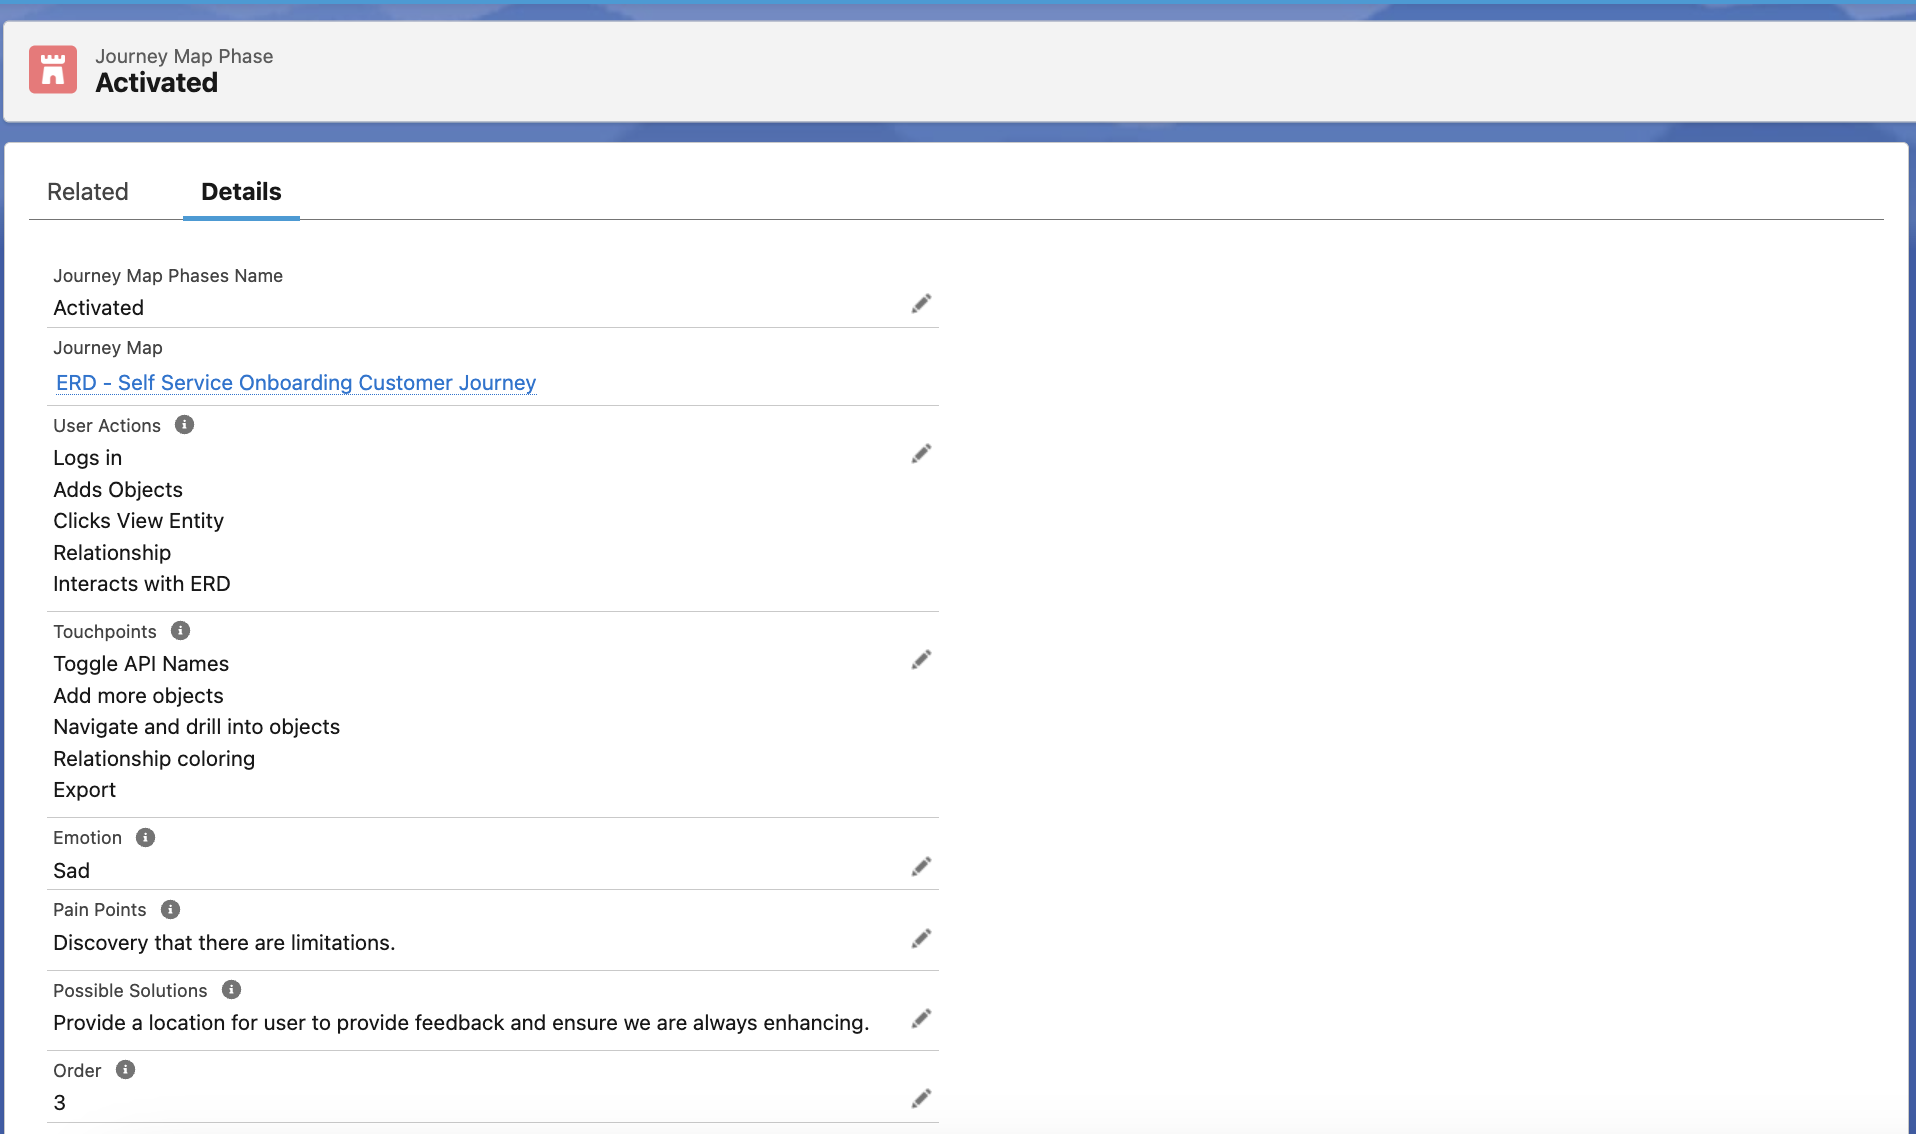 Journey Map Phase
Activated
Related
Details
Journey Map Phases Name
Activated
Journey Map
ERD - Self Service Onboarding Customer Journey
User Actions
Logs in
Adds Objects
Clicks View Entity
Relationship
Interacts with ERD
Touchpoints
Toggle API Names
Add more objects
Navigate and drill into objects
Relationship coloring
Export
Emotion
Sad
Pain Points
Discovery that there are limitations.
Possible Solutions
Provide a location for user to provide feedback and ensure we are always enhancing.
Order
3